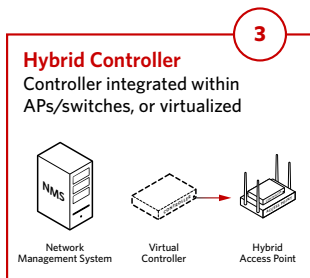 3
Hybrid Controller
Controller integrated within
APs/switches, or virtualized
NMS
Network
Management System
Virtual
Controller
Hybrid
Access Point